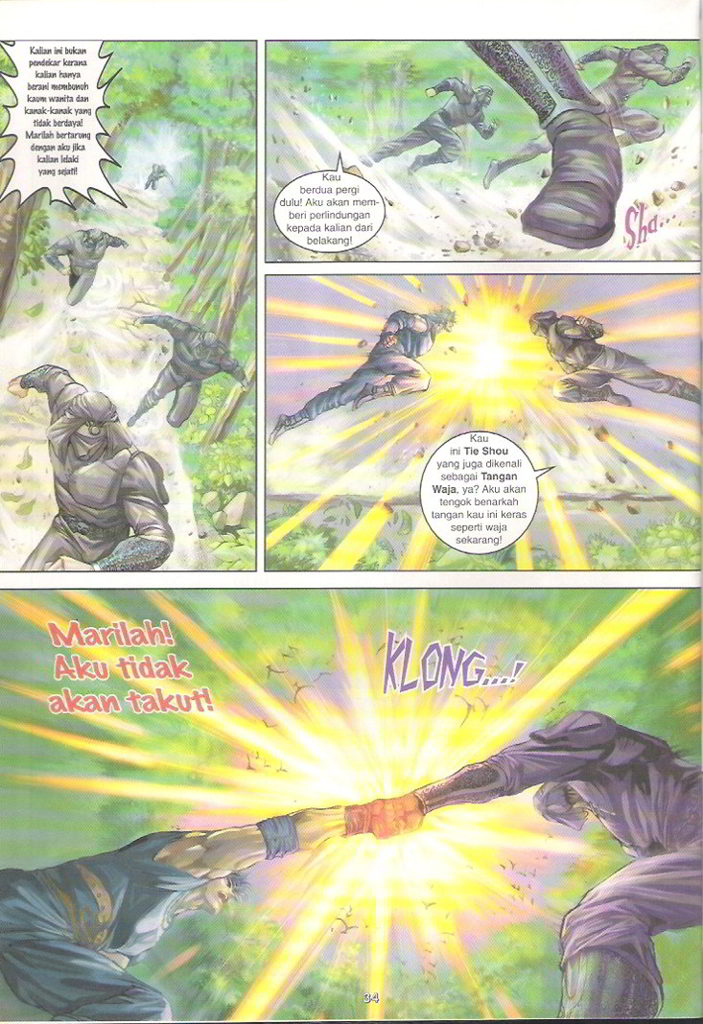 Kalian ini bukan
pendekar kerana
kalian hanya
berani membunuh
kaum wanita dan
kanak-kanak yang
tidak berdaya!
Marilah bertarung
dengan aku jika
kalian lelaki
yang sejati!
Kau
berdua pergi
dulu! Aku akan mem-
beri perlindungan
kepada kalian dari
belakang!
Sha...
Kau
ini Tie Shou
yang juga dikenali
sebagai Tangan
Waja, ya? Aku akan
tengok benarkah
tangan kau ini keras
seperti waja
sekarang!
Marilah!
Aku tidak
akan takut!
KLONG...!
34